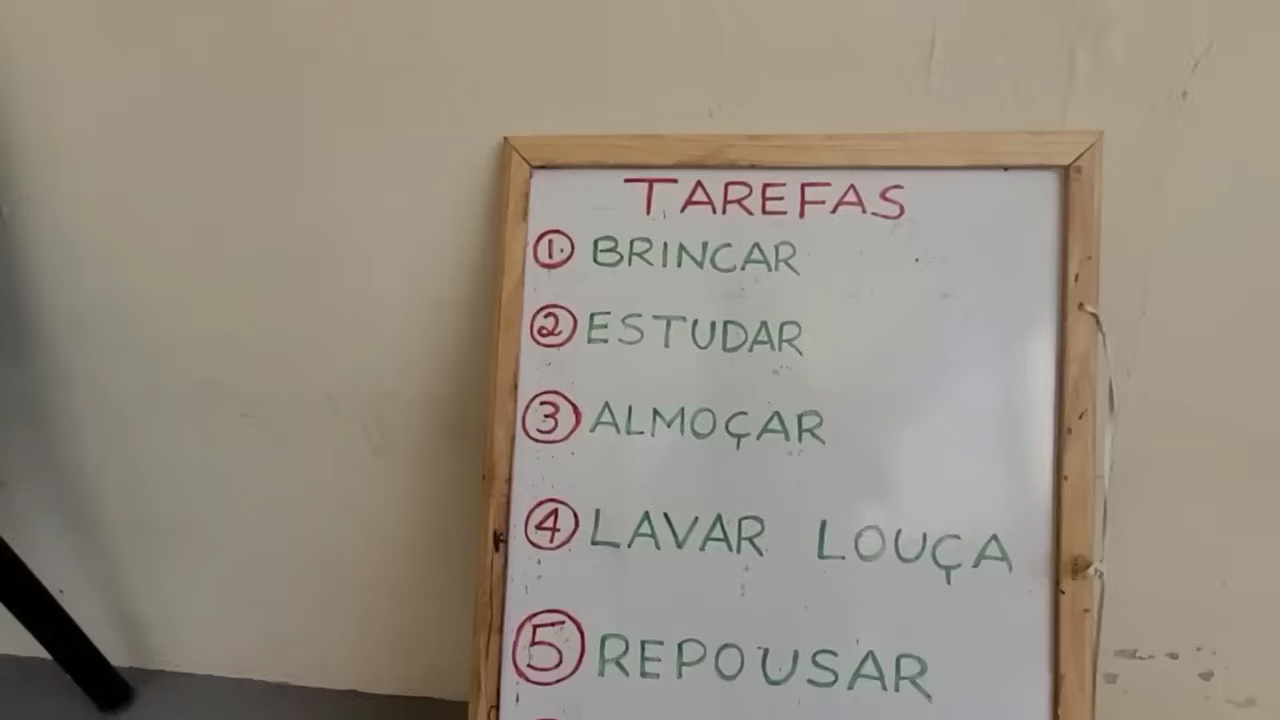 TAREFAS
1. BRINCAR
2 ESTUDAR
3 ALMOÇAR
4 LAVAR LOUÇA
5 REPOUSAR